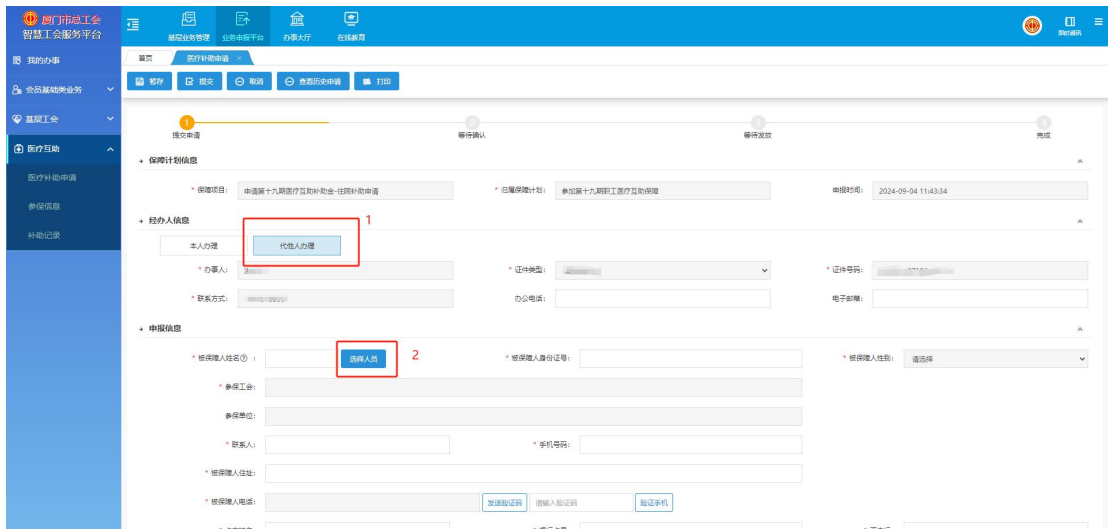 厦门市总工会
智慧工会服务平台
基层业务管理 业务申报平台 办事大厅 在线教育
即时通讯
我的办事
会员基础类业务
基层工会
医疗互助
医疗补助申请
参保信息
补助记录
首页 医疗补助申请 ×
暂存 提交 取消 查看历史申请 打印
1 2 3 4
提交申请 等待确认 等待发放 完成
+ 保障计划信息
* 保障项目: 申请第十九期医疗互助补助金-住院补助申请 * 归属保障计划: 参加第十九期职工医疗互助保障 申报时间: 2024-09-04 11:43:34
+ 经办人信息 1
本人办理 代他人办理
* 办事人: * 证件类型: * 证件号码:
* 联系方式: 办公电话: 电子邮箱:
+ 申报信息
* 被保障人姓名 : 选择人员 2 * 被保障人身份证号: * 被保障人性别: 请选择
* 参保工会:
参保单位:
* 联系人: * 手机号码:
* 被保障人住址:
* 被保障人电话: 发送验证码 请输入验证码 验证手机